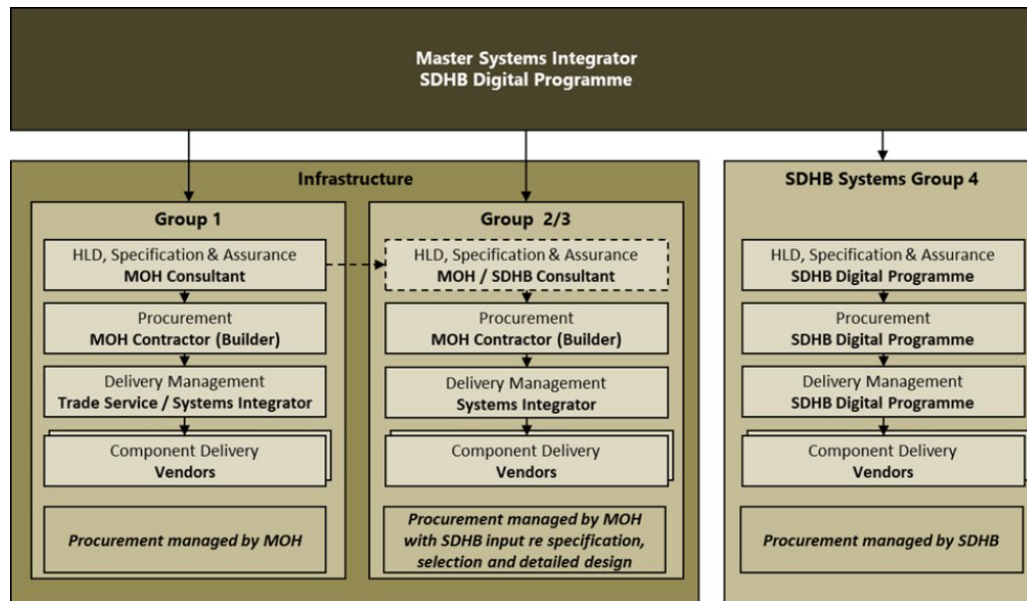 Master Systems Integrator
SDHB Digital Programme
Infrastructure
Group 1
HLD, Specification & Assurance
MOH Consultant
Procurement
MOH Contractor (Builder)
Delivery Management
Trade Service / Systems Integrator
Component Delivery
Vendors
Procurement managed by MOH
Group 2/3
HLD, Specification & Assurance
MOH / SDHB Consultant
Procurement
MOH Contractor (Builder)
Delivery Management
Systems Integrator
Component Delivery
Vendors
Procurement managed by MOH
with SDHB input re specification,
selection and detailed design
SDHB Systems Group 4
HLD, Specification & Assurance
SDHB Digital Programme
Procurement
SDHB Digital Programme
Delivery Management
SDHB Digital Programme
Component Delivery
Vendors
Procurement managed by SDHB